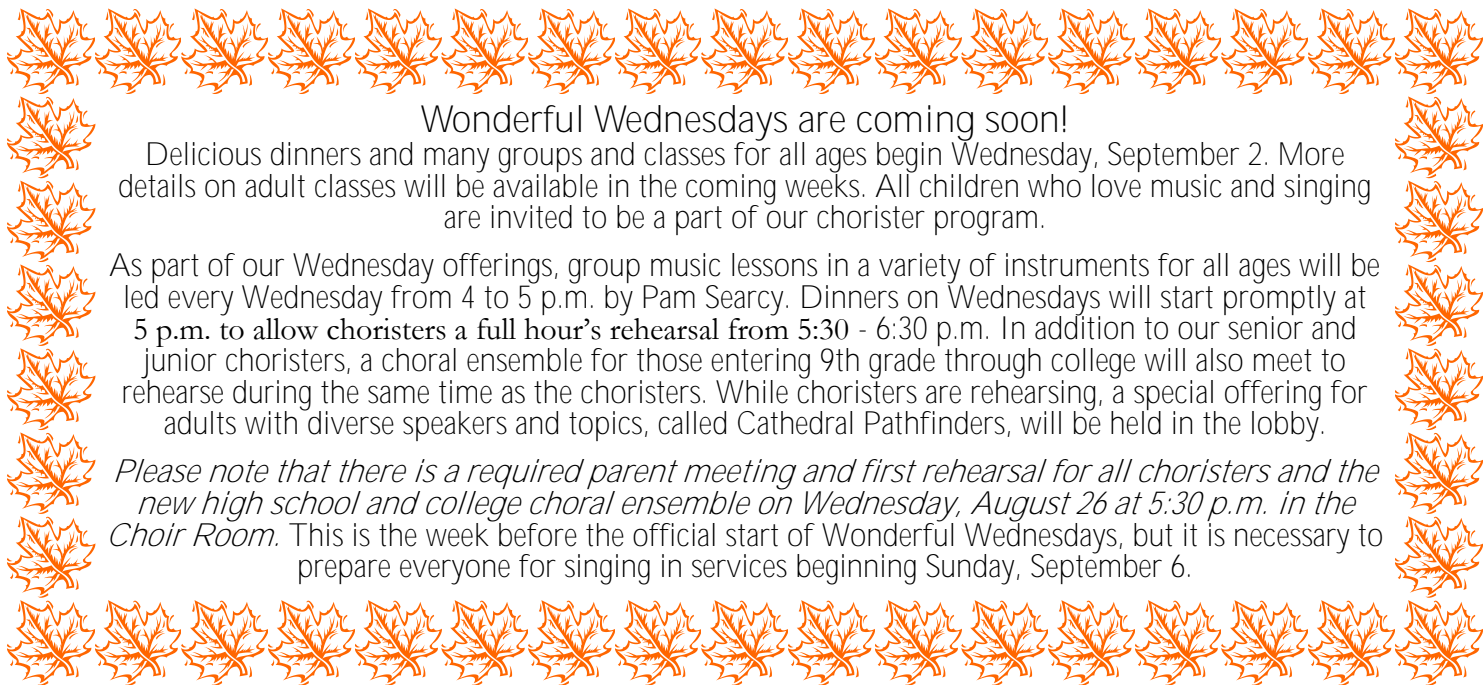 Wonderful Wednesdays are coming soon!
Delicious dinners and many groups and classes for all ages begin Wednesday, September 2. More
details on adult classes will be available in the coming weeks. All children who love music and singing
are invited to be a part of our chorister program.
As part of our Wednesday offerings, group music lessons in a variety of instruments for all ages will be
led every Wednesday from 4 to 5 p.m. by Pam Searcy. Dinners on Wednesdays will start promptly at
5 p.m. to allow choristers a full hour’s rehearsal from 5:30 - 6:30 p.m. In addition to our senior and
junior choristers, a choral ensemble for those entering 9th grade through college will also meet to
rehearse during the same time as the choristers. While choristers are rehearsing, a special offering for
adults with diverse speakers and topics, called Cathedral Pathfinders, will be held in the lobby.
Please note that there is a required parent meeting and first rehearsal for all choristers and the
new high school and college choral ensemble on Wednesday, August 26 at 5:30 p.m. in the
Choir Room. This is the week before the official start of Wonderful Wednesdays, but it is necessary to
prepare everyone for singing in services beginning Sunday, September 6.